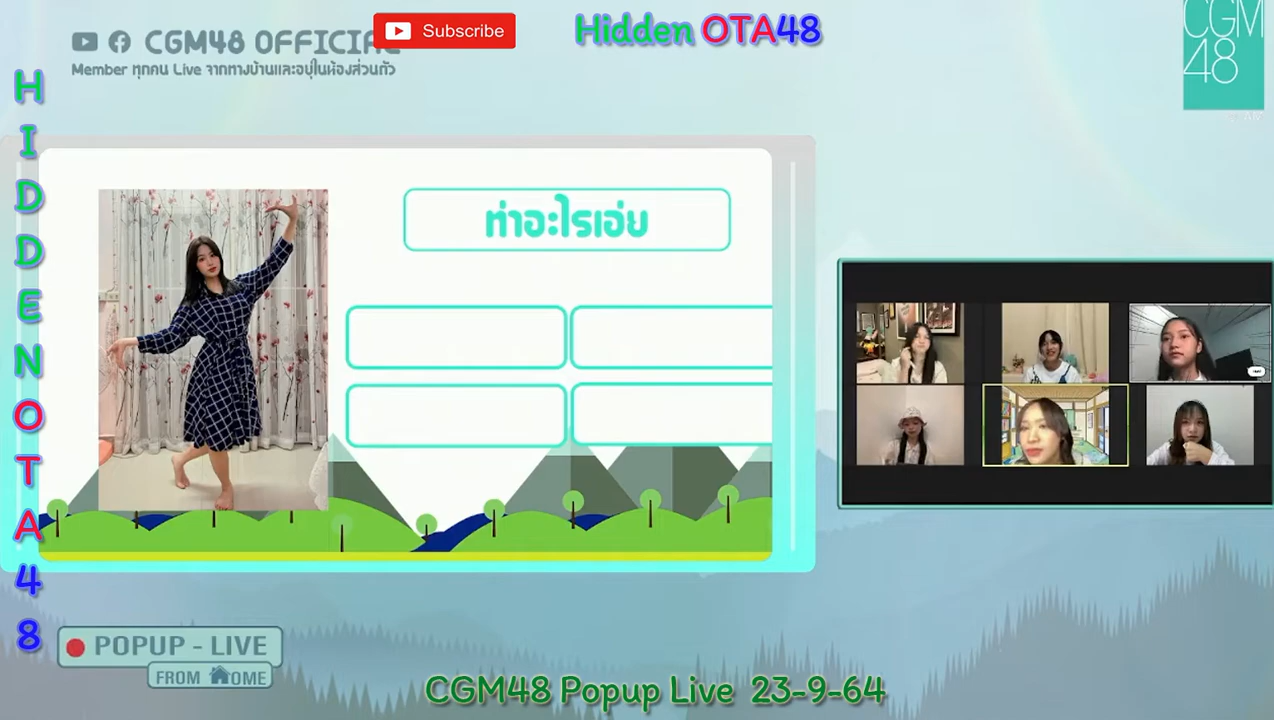 CGM48 OFFICIAL
Subscribe
Hidden OTA48
Member ทุกคน Live จากทางบ้านและอยู่ในห้องส่วนตัว
CGM
48
HIDDENOTA48
ท่าอะไรเอ่ย
POPUP - LIVE
FROM HOME
CGM48 Popup Live 23-9-64